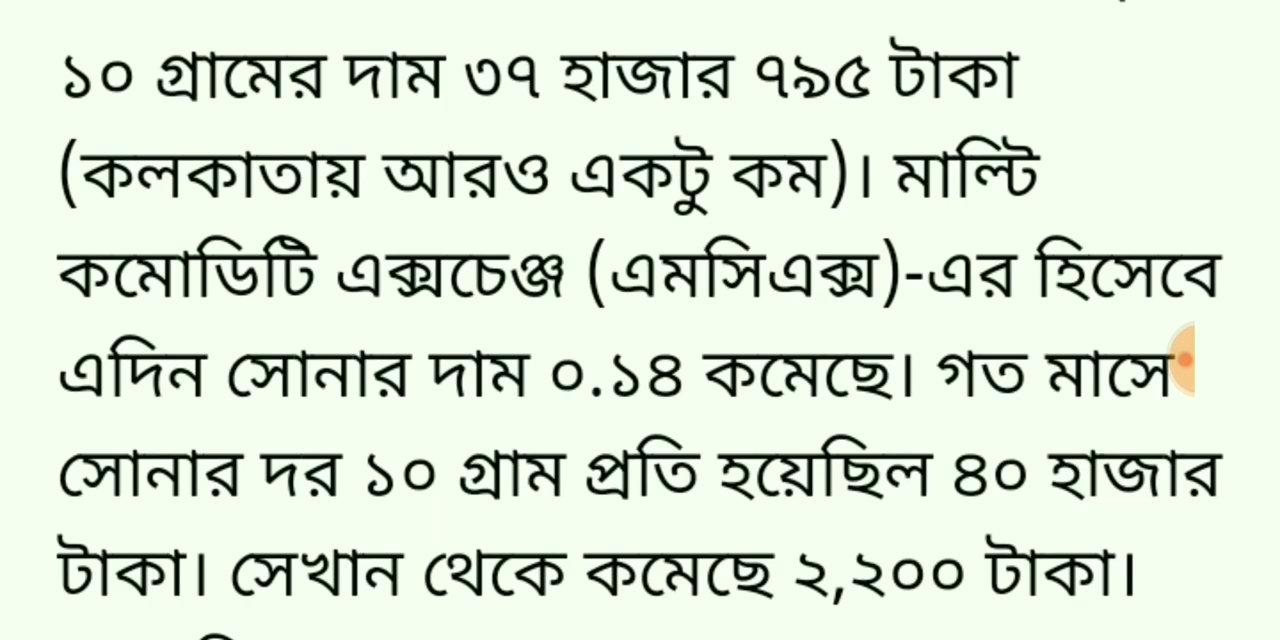 ১০ গ্রামের দাম ৩৭ হাজার ৭৯৫ টাকা
(কলকাতায় আরও একটু কম)। মাল্টি
কমোডিটি এক্সচেঞ্জ (এমসিএক্স)-এর হিসেবে
এদিন সোনার দাম ০.১৪ কমেছে। গত মাসে
সোনার দর ১০ গ্রাম প্রতি হয়েছিল ৪০ হাজার
টাকা। সেখান থেকে কমেছে ২,২০০ টাকা।